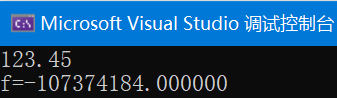 C:\ Microsoft Visual Studio 调试控制台
123.45
f=-107374184.000000